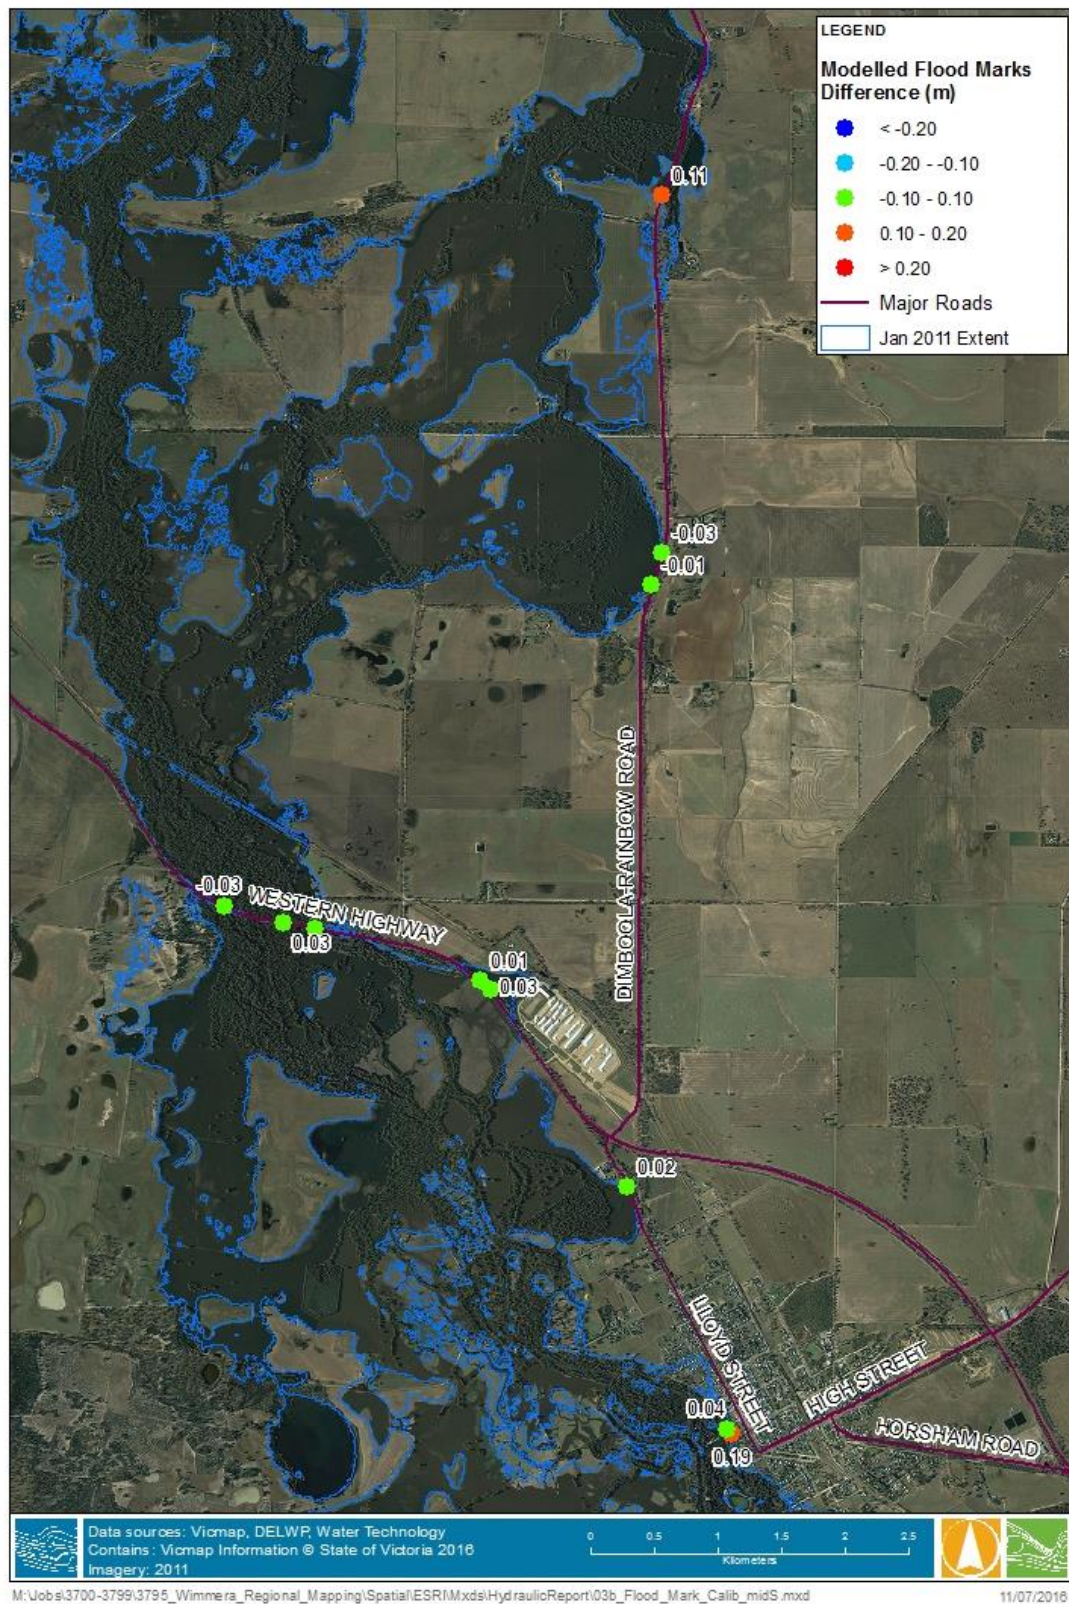 LEGEND
Modelled Flood Marks
Difference (m)
< -0.20
-0.20 - -0.10
-0.10 - 0.10
0.10 - 0.20
> 0.20
Major Roads
Jan 2011 Extent
0.11
-0.03
-0.01
DIMBOOLA-RAINBOW ROAD
-0.03
WESTERN HIGHWAY
0.03
0.01
0.03
0.02
LLOYD STREET
HIGH STREET
HORSHAM ROAD
0.04
0.19
Data sources: Vicmap, DELWP, Water Technology
Contains: Vicmap Information © State of Victoria 2016
Imagery: 2011
0 0.5 1 1.5 2 2.5
Kilometers
M:\Jobs\3700-3799\3795_Wimmera_Regional_Mapping\Spatial\ESRI\Mxds\HydraulicReport\03b_Flood_Mark_Calib_midS.mxd
11/07/2016